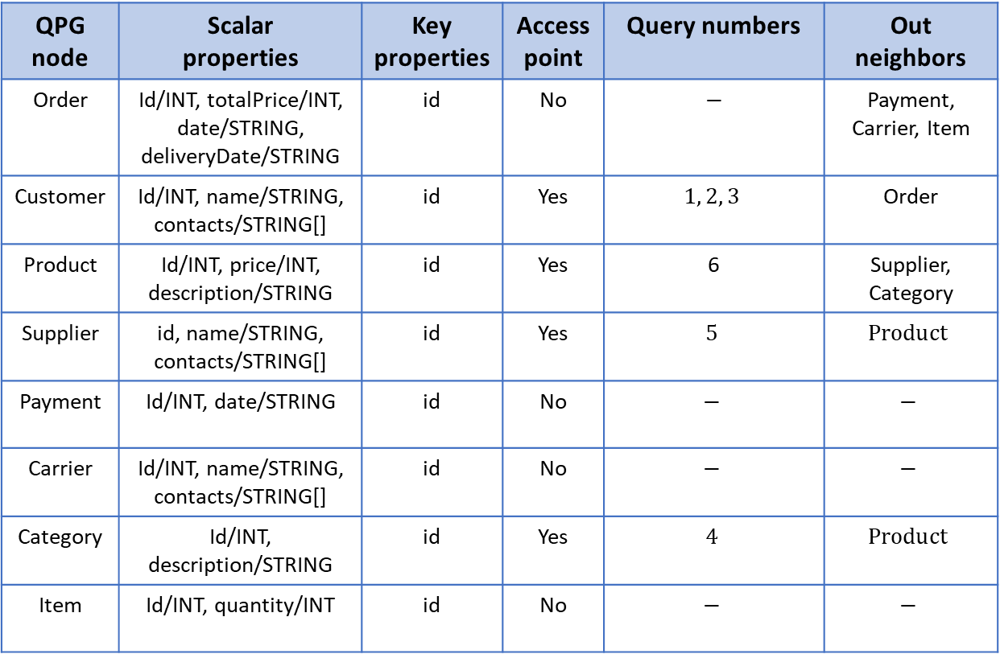 QPG node
Scalar properties
Key properties
Access point
Query numbers
Out neighbors
Order
Id/INT, totalPrice/INT,
date/STRING,
deliveryDate/STRING
id
No
—
Payment,
Carrier, Item
Customer
Id/INT, name/STRING,
contacts/STRING[]
id
Yes
1, 2, 3
Order
Product
Id/INT, price/INT,
description/STRING
id
Yes
6
Supplier,
Category
Supplier
id, name/STRING,
contacts/STRING[]
id
Yes
5
Product
Payment
Id/INT, date/STRING
id
No
—
—
Carrier
Id/INT, name/STRING,
contacts/STRING[]
id
No
—
—
Category
Id/INT,
description/STRING
id
Yes
4
Product
Item
Id/INT, quantity/INT
id
No
—
—